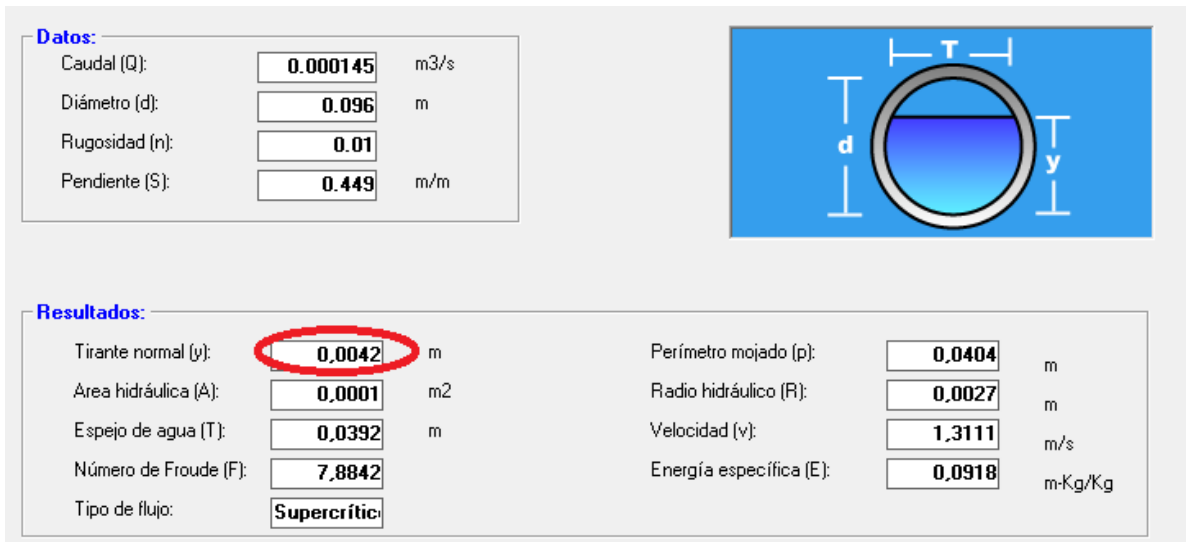 Datos:
Caudal (Q): 0.000145 m3/s
Diámetro (d): 0.096 m
Rugosidad (n): 0.01
Pendiente (S): 0.449 m/m
T
d
y
Resultados:
Tirante normal (y): 0,0042 m Perímetro mojado (p): 0,0404 m
Area hidráulica (A): 0,0001 m2 Radio hidráulico (R): 0,0027 m
Espejo de agua (T): 0,0392 m Velocidad (v): 1,3111 m/s
Número de Froude (F): 7,8842 Energía específica (E): 0,0918 m-Kg/Kg
Tipo de flujo: Supercrític